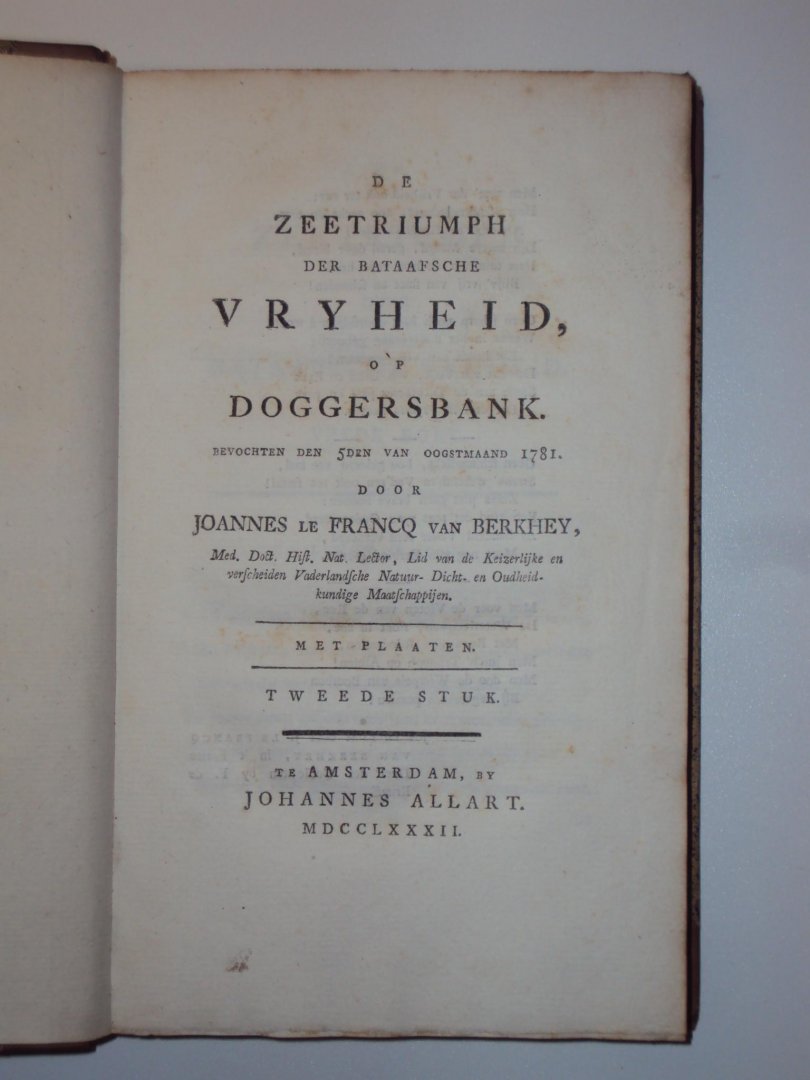 DE
ZEETRIUMPH
DER BATAAFSCHE
VRYHEID,
O'P
DOGGERSBANK.
BEVOCHTEN DEN 5DEN VAN OOGSTMAAND 1781.
DOOR
JOANNES LE FRANCQ VAN BERKHEY,
Med. Doct. Hiſt. Nat. Lector, Lid van de Keizerlijke en
verſcheiden Vaderlandſche Natuur- Dicht- en Oudheid-
kundige Maatſchappijen.
MET PLAATEN.
TWEEDE STUK.
TE AMSTERDAM, BY
JOHANNES ALLART.
MDCCLXXXII.